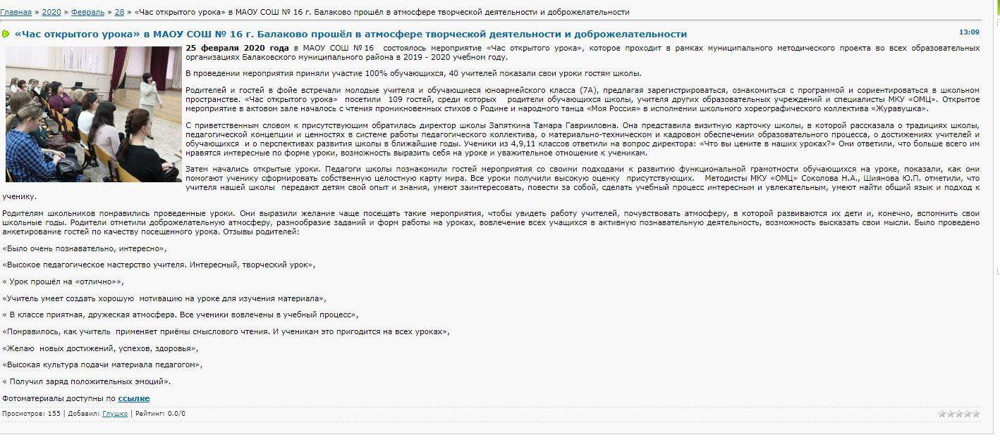 Главная » 2020 » Февраль » 28 » «Час открытого урока» в МАОУ СОШ № 16 г. Балаково прошёл в атмосфере творческой деятельности и доброжелательности
«Час открытого урока» в МАОУ СОШ № 16 г. Балаково прошёл в атмосфере творческой деятельности и доброжелательности 13:09
25 февраля 2020 года в МАОУ СОШ №16 состоялось мероприятие «Час открытого урока», которое проходит в рамках муниципального методического проекта во всех образовательных
организациях Балаковского муниципального района в 2019 - 2020 учебном году.
В проведении мероприятия приняли участие 100% обучающихся, 40 учителей показали свои уроки гостям школы.
Родителей и гостей в фойе встречали молодые учителя и обучающиеся юноармейского класса (7А), предлагая зарегистрироваться, ознакомиться с программой и сориентироваться в школьном
пространстве. «Час открытого урока» посетили 109 гостей, среди которых родители обучающихся школы, учителя других образовательных учреждений и специалисты МКУ «ОМЦ». Открытое
мероприятие в актовом зале началось с чтения проникновенных стихов о Родине и народного танца «Моя Россия» в исполнении школьного хореографического коллектива «Журавушка».
С приветственным словом к присутствующим обратилась директор школы Запяткина Тамара Гаврииловна. Она представила визитную карточку школы, в которой рассказала о традициях школы,
педагогической концепции и ценностях в системе работы педагогического коллектива, о материально-техническом и кадровом обеспечении образовательного процесса, о достижениях учителей и
обучающихся и о перспективах развития школы в ближайшие годы. Ученики из 4,9,11 классов ответили на вопрос директора: «Что вы цените в наших уроках?» Они ответили, что больше всего им
нравятся интересные по форме уроки, возможность выразить себя на уроке и уважительное отношение к ученикам.
Затем начались открытые уроки. Педагоги школы познакомили гостей мероприятия со своими подходами к развитию функциональной грамотности обучающихся на уроке, показали, как они
помогают ученику сформировать собственную целостную карту мира. Все уроки получили высокую оценку присутствующих. Методисты МКУ «ОМЦ» Соколова Н.А., Шиянова Ю.П. отметили, что
учителя нашей школы передают детям свой опыт и знания, умеют заинтересовать, повести за собой, сделать учебный процесс интересным и увлекательным, умеют найти общий язык и подход к
ученику.
Родителям школьников понравились проведенные уроки. Они выразили желание чаще посещать такие мероприятия, чтобы увидеть работу учителей, почувствовать атмосферу, в которой развиваются их дети и, конечно, вспомнить свои
школьные годы. Родители отметили доброжелательную атмосферу, разнообразие заданий и форм работы на уроках, вовлечение всех учащихся в активную познавательную деятельность, возможность высказать свои мысли. Было проведено
анкетирование гостей по качеству посещенного урока. Отзывы родителей:
«Было очень познавательно, интересно»,
«Высокое педагогическое мастерство учителя. Интересный, творческий урок»,
« Урок прошёл на «отлично»»,
«Учитель умеет создать хорошую мотивацию на уроке для изучения материала»,
« В классе приятная, дружеская атмосфера. Все ученики вовлечены в учебный процесс»,
«Понравилось, как учитель применяет приёмы смыслового чтения. И ученикам это пригодится на всех уроках»,
«Желаю новых достижений, успехов, здоровья»,
«Высокая культура подачи материала педагогом»,
« Получил заряд положительных эмоций».
Фотоматериалы доступны по ссылке
Просмотров: 155 | Добавил: Глушко | Рейтинг: 0.0/0